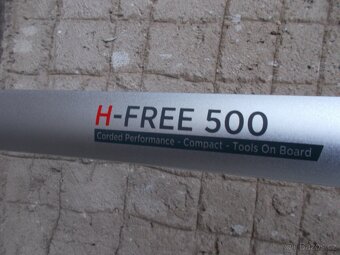 H-FREE 500
Corded Performance - Compact - Tools On Board